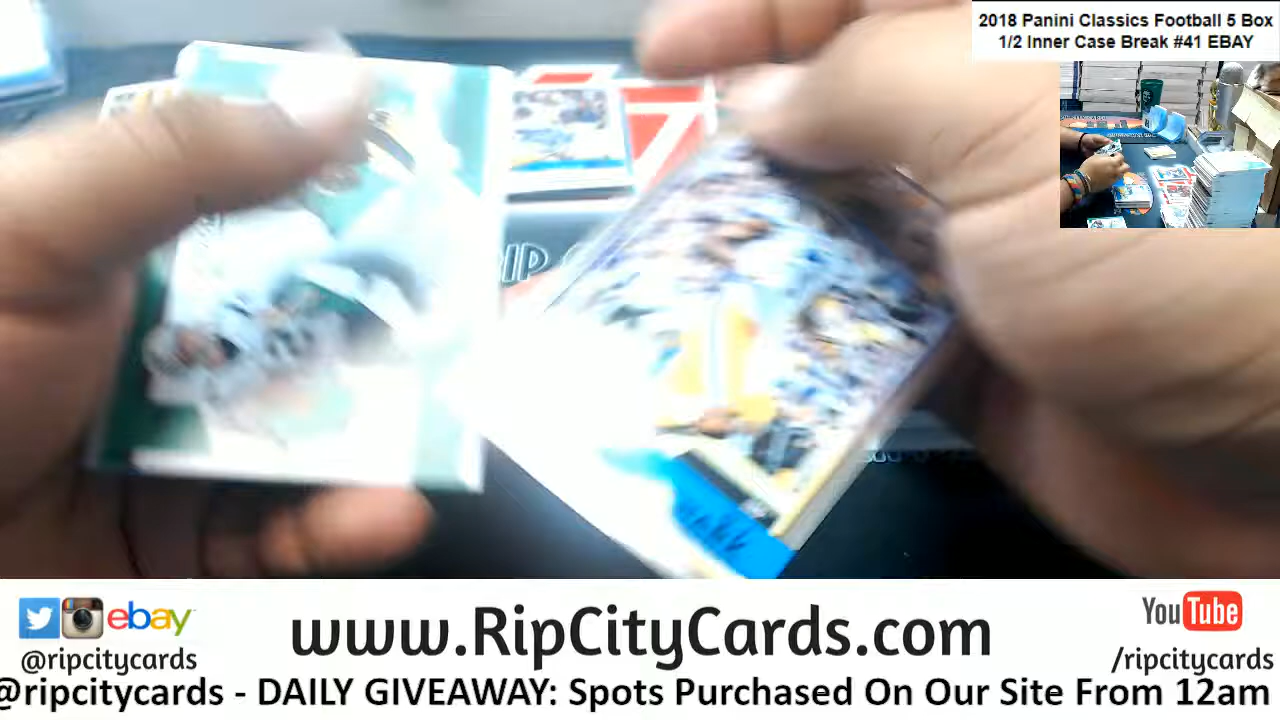 2018 Panini Classics Football 5 Box
1/2 Inner Case Break #41 EBAY
RIP
ebay
@ripcitycards
www.RipCityCards.com
YouTube
/ripcitycards
@ripcitycards - DAILY GIVEAWAY: Spots Purchased On Our Site From 12am